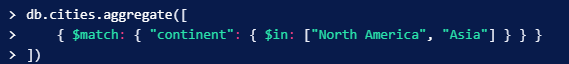 > db.cities.aggregate([
>     { $match: { "continent": { $in: ["North America", "Asia"] } } }
> ])